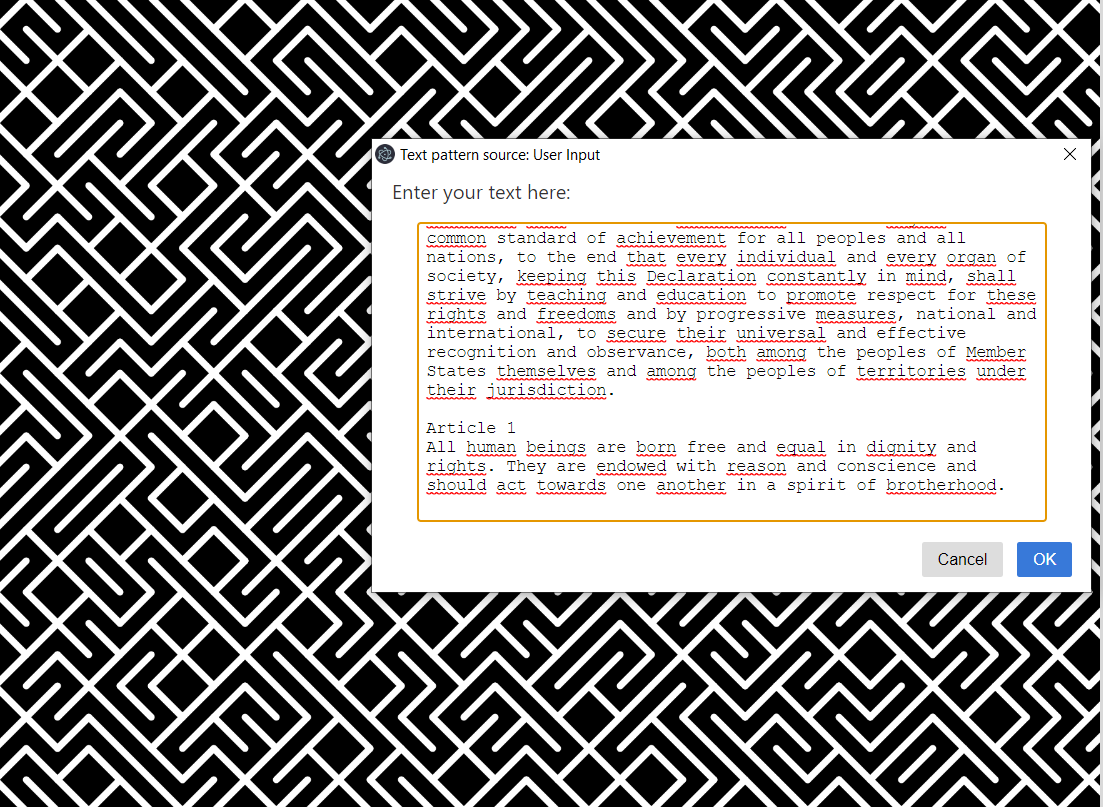 Text pattern source: User Input
Enter your text here:
common standard of achievement for all peoples and all
nations, to the end that every individual and every organ of
society, keeping this Declaration constantly in mind, shall
strive by teaching and education to promote respect for these
rights and freedoms and by progressive measures, national and
international, to secure their universal and effective
recognition and observance, both among the peoples of Member
States themselves and among the peoples of territories under
their jurisdiction.
Article 1
All human beings are born free and equal in dignity and
rights. They are endowed with reason and conscience and
should act towards one another in a spirit of brotherhood.
Cancel
OK